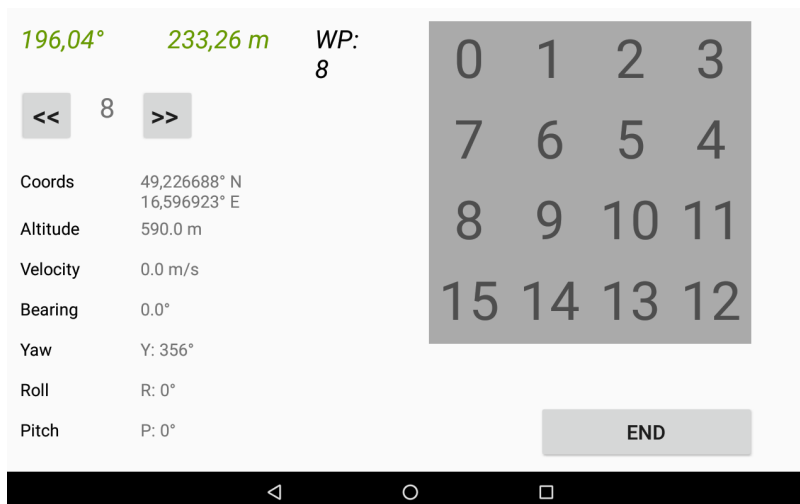 196,04° 233,26 m WP:
8
<< 8 >>
Coords 49,226688° N
16,596923° E
Altitude 590.0 m
Velocity 0.0 m/s
Bearing 0.0°
Yaw Y: 356°
Roll R: 0°
Pitch P: 0°
0 1 2 3
7 6 5 4
8 9 10 11
15 14 13 12
END